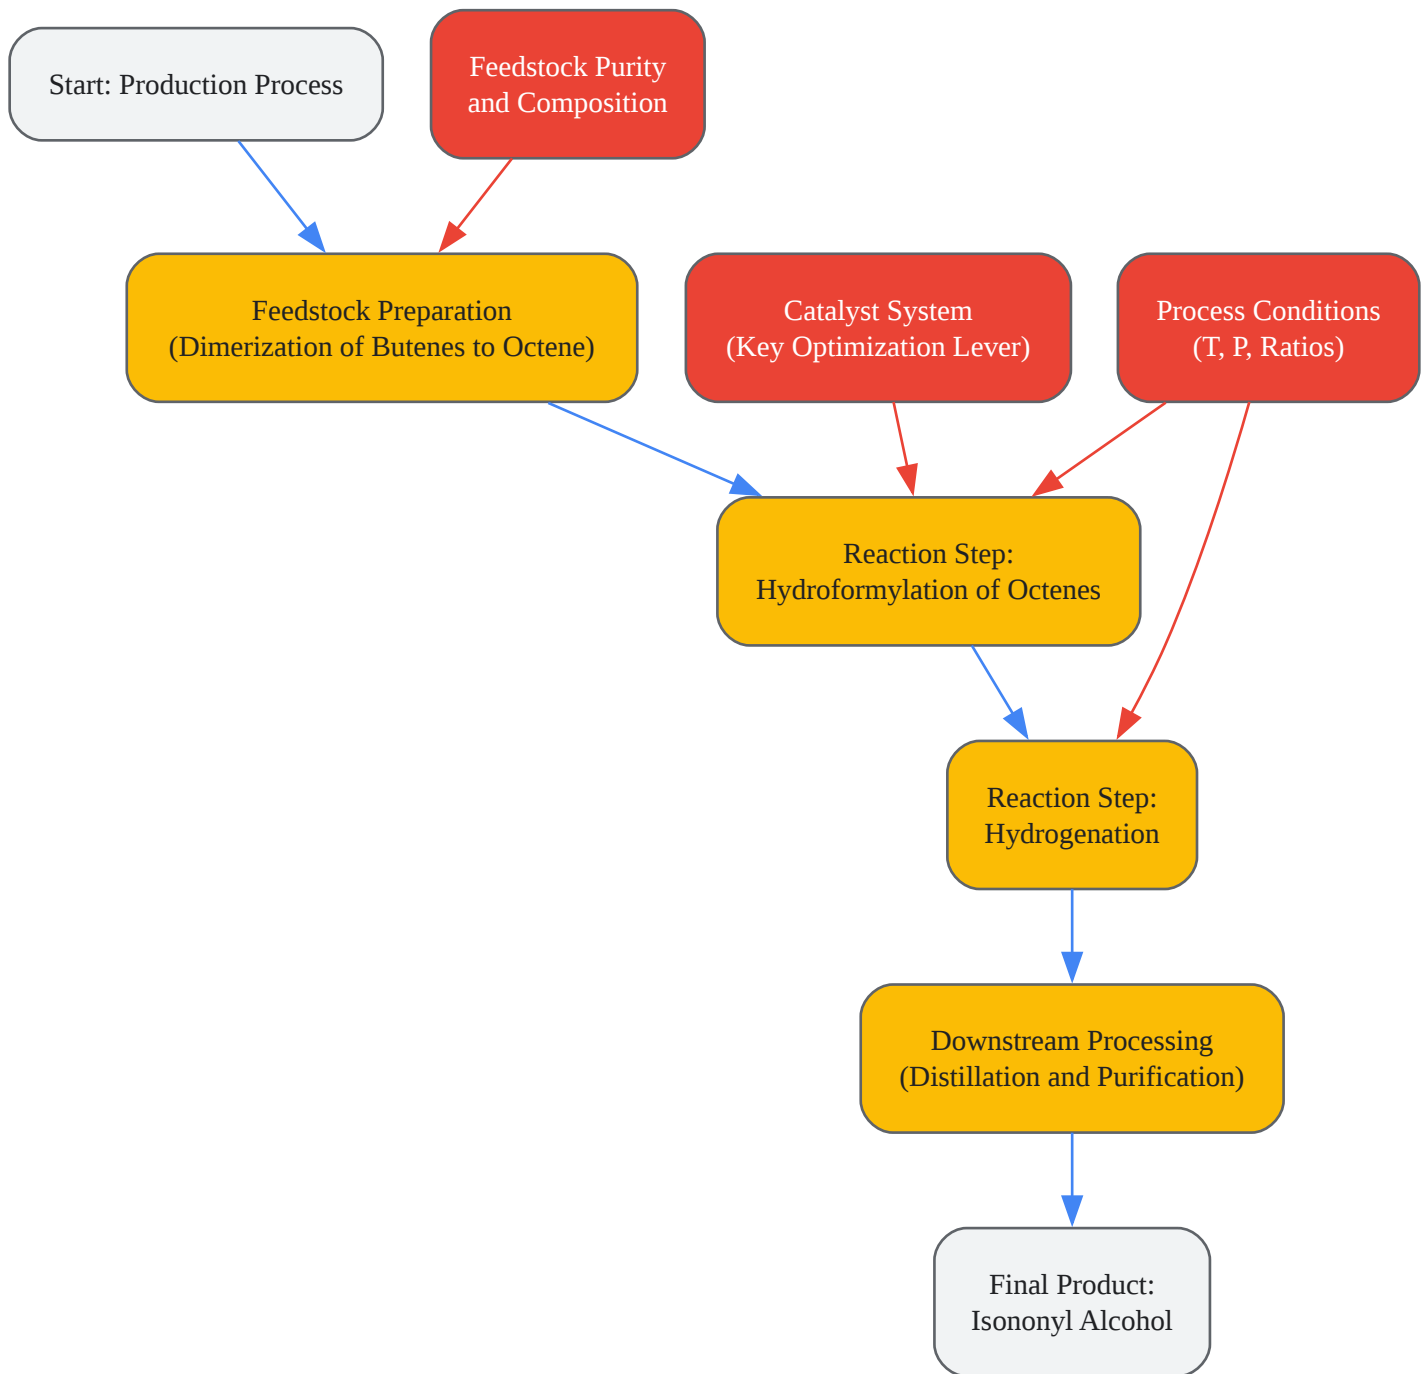 Start: Production Process
Feedstock Purity
and Composition
Feedstock Preparation
(Dimerization of Butenes to Octene)
Catalyst System
(Key Optimization Lever)
Process Conditions
(T, P, Ratios)
Reaction Step:
Hydroformylation of Octenes
Reaction Step:
Hydrogenation
Downstream Processing
(Distillation and Purification)
Final Product:
Isononyl Alcohol